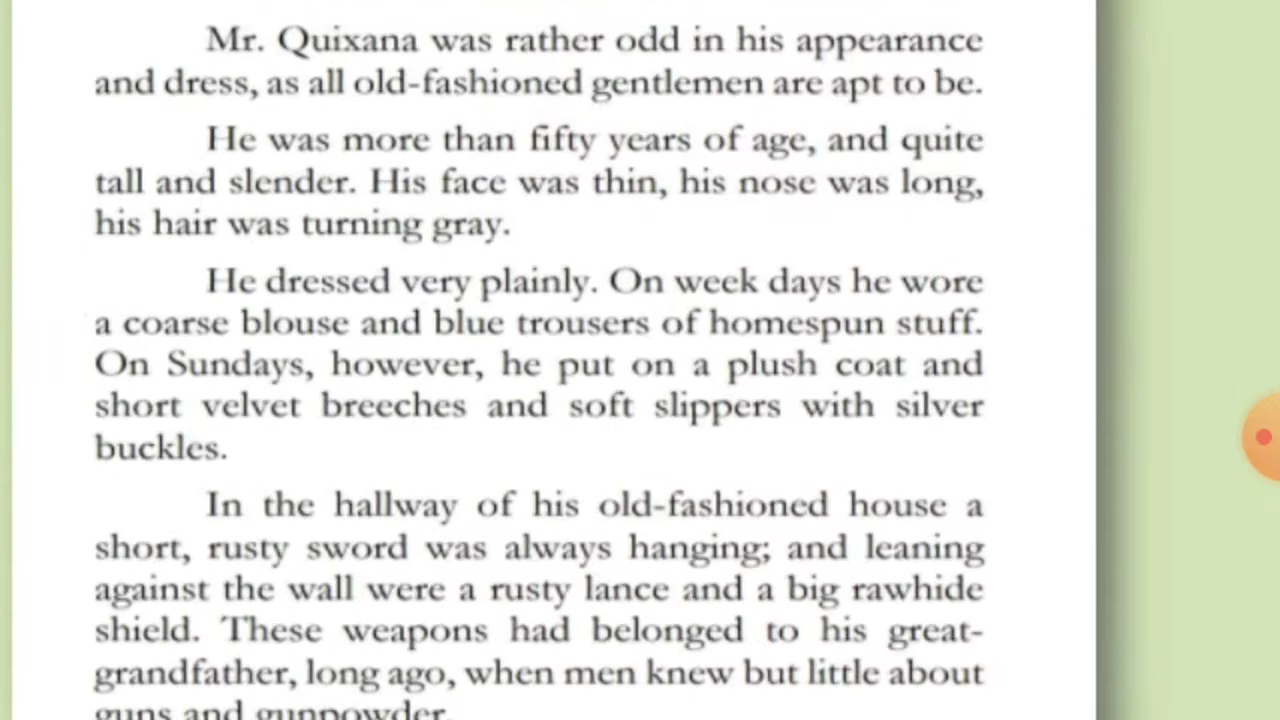 Mr. Quixana was rather odd in his appearance
and dress, as all old-fashioned gentlemen are apt to be.
He was more than fifty years of age, and quite
tall and slender. His face was thin, his nose was long,
his hair was turning gray.
He dressed very plainly. On week days he wore
a coarse blouse and blue trousers of homespun stuff.
On Sundays, however, he put on a plush coat and
short velvet breeches and soft slippers with silver
buckles.
In the hallway of his old-fashioned house a
short, rusty sword was always hanging; and leaning
against the wall were a rusty lance and a big rawhide
shield. These weapons had belonged to his great-
grandfather, long ago, when men knew but little about
guns and gunpowder.